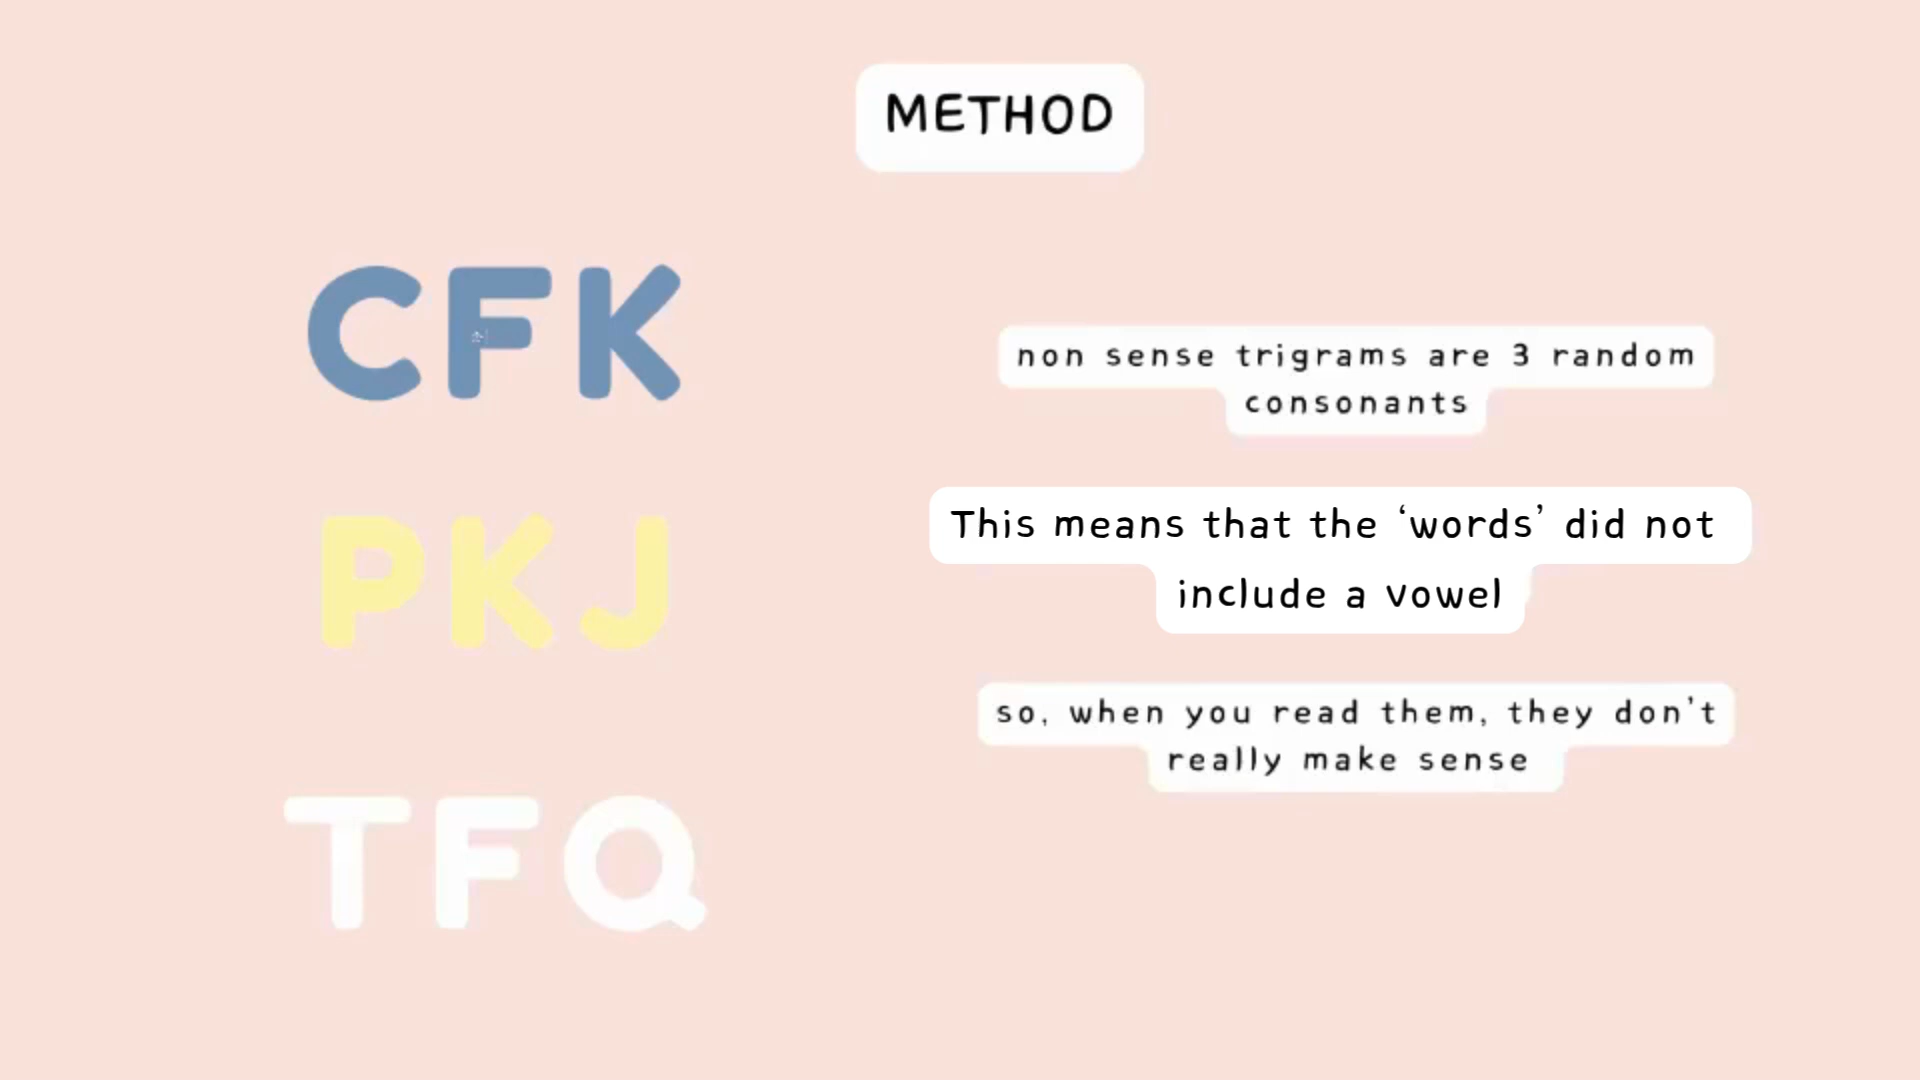 METHOD
CFK
PKJ
TFQ
non sense trigrams are 3 random
consonants
This means that the ‘words’ did not
include a vowel
so, when you read them, they don't
really make sense